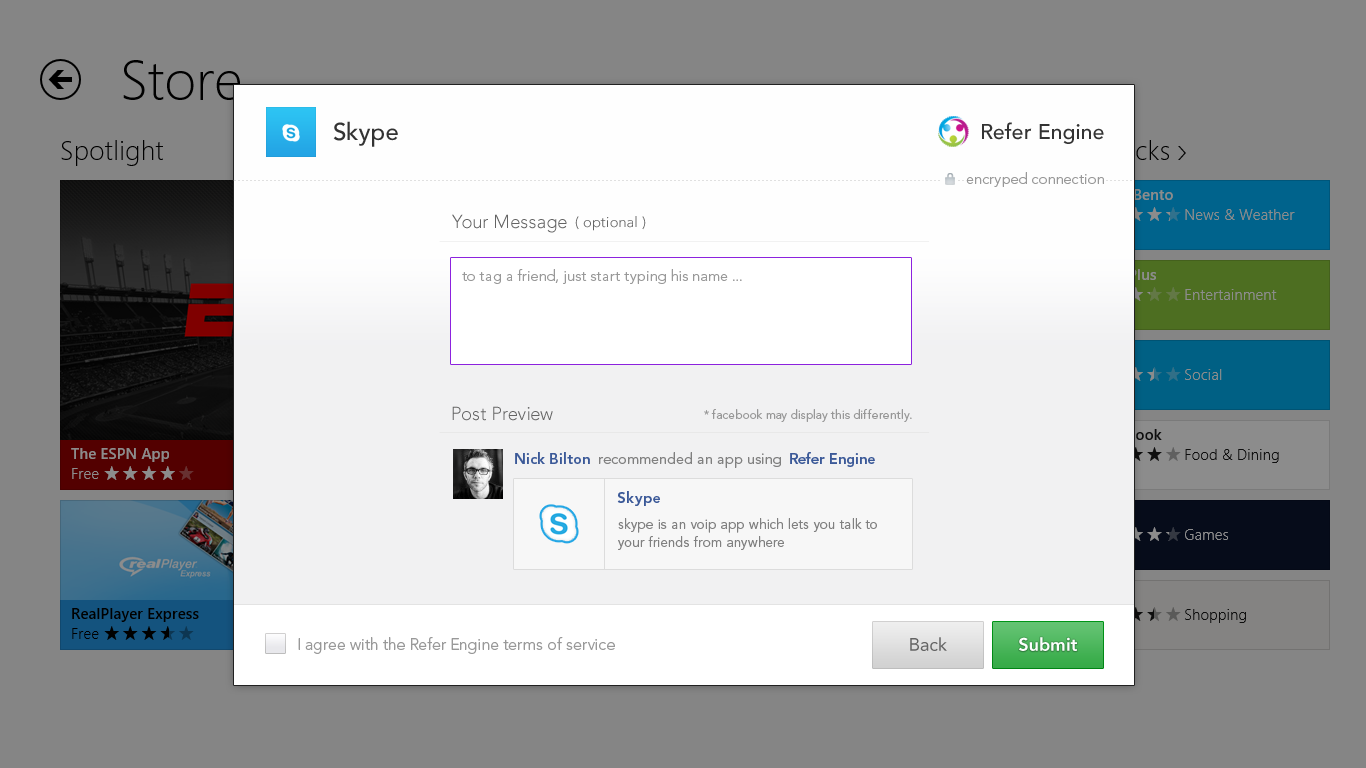 Store
Skype
Refer Engine
encryped connection
Spotlight
cks >
Your Message ( optional )
to tag a friend, just start typing his name ...
Post Preview
* facebook may display this differently.
Nick Bilton recommended an app using Refer Engine
Skype
skype is an voip app which lets you talk to
your friends from anywhere
I agree with the Refer Engine terms of service
Back
Submit
The ESPN App
Free
realPlayer
Express
RealPlayer Express
Free
Bento
News & Weather
lus
Entertainment
Social
ook
Food & Dining
Games
Shopping